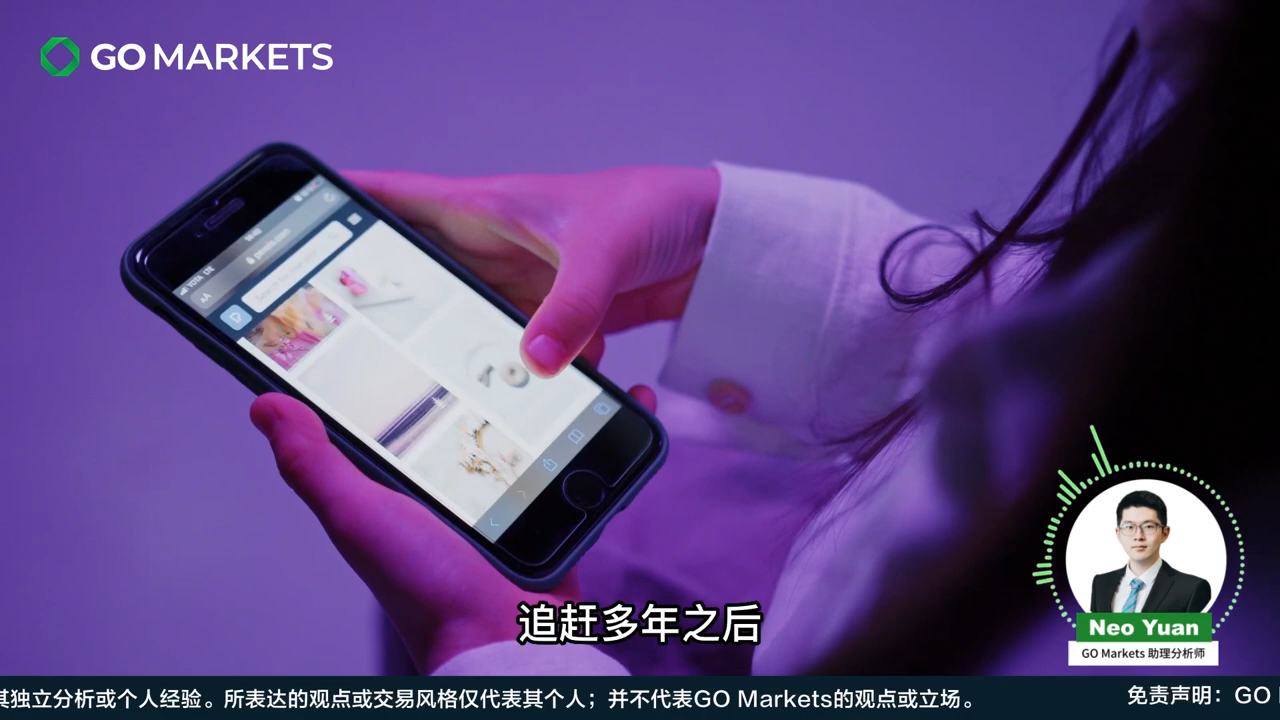 GO MARKETS
追赶多年之后
Neo Yuan
GO Markets 助理分析师
其独立分析或个人经验。所表达的观点或交易风格仅代表其个人；并不代表GO Markets的观点或立场。
免责声明：GO